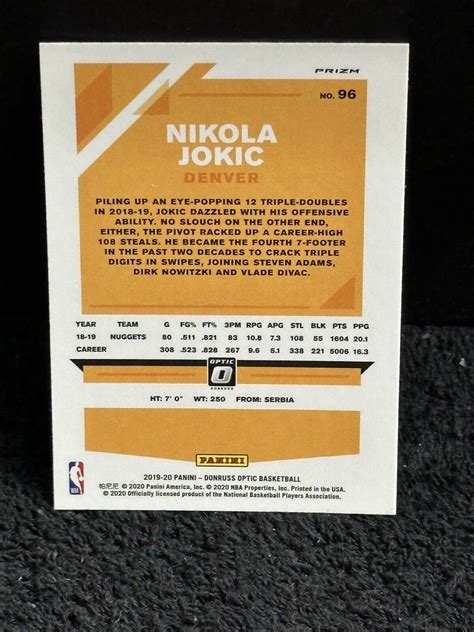 PRIZM
NO. 96
NIKOLA
JOKIC
DENVER
PILING UP AN EYE-POPPING 12 TRIPLE-DOUBLES
IN 2018-19, JOKIC DAZZLED WITH HIS OFFENSIVE
ABILITY. NO SLOUCH ON THE OTHER END,
EITHER, THE PIVOT RACKED UP A CAREER-HIGH
108 STEALS. HE BECAME THE FOURTH 7-FOOTER
IN THE PAST TWO DECADES TO CRACK TRIPLE
DIGITS IN SWIPES, JOINING STEVEN ADAMS,
DIRK NOWITZKI AND VLADE DIVAC.
YEAR TEAM G FG% FT% 3PM RPG APG STL BLK PTS PPG
18-19 NUGGETS 80 .511 .821 83 10.8 7.3 108 55 1604 20.1
CAREER 308 .523 .828 267 9.6 5.1 338 221 5006 16.3
OPTIC
DONRUSS
HT: 7' 0" WT: 250 FROM: SERBIA
PANINI
2019-20 PANINI - DONRUSS OPTIC BASKETBALL
帕尼尼 © 2020 Panini America, Inc. © 2020 NBA Properties, Inc. Printed in the USA.
© 2020 Officially licensed product of the National Basketball Players Association.